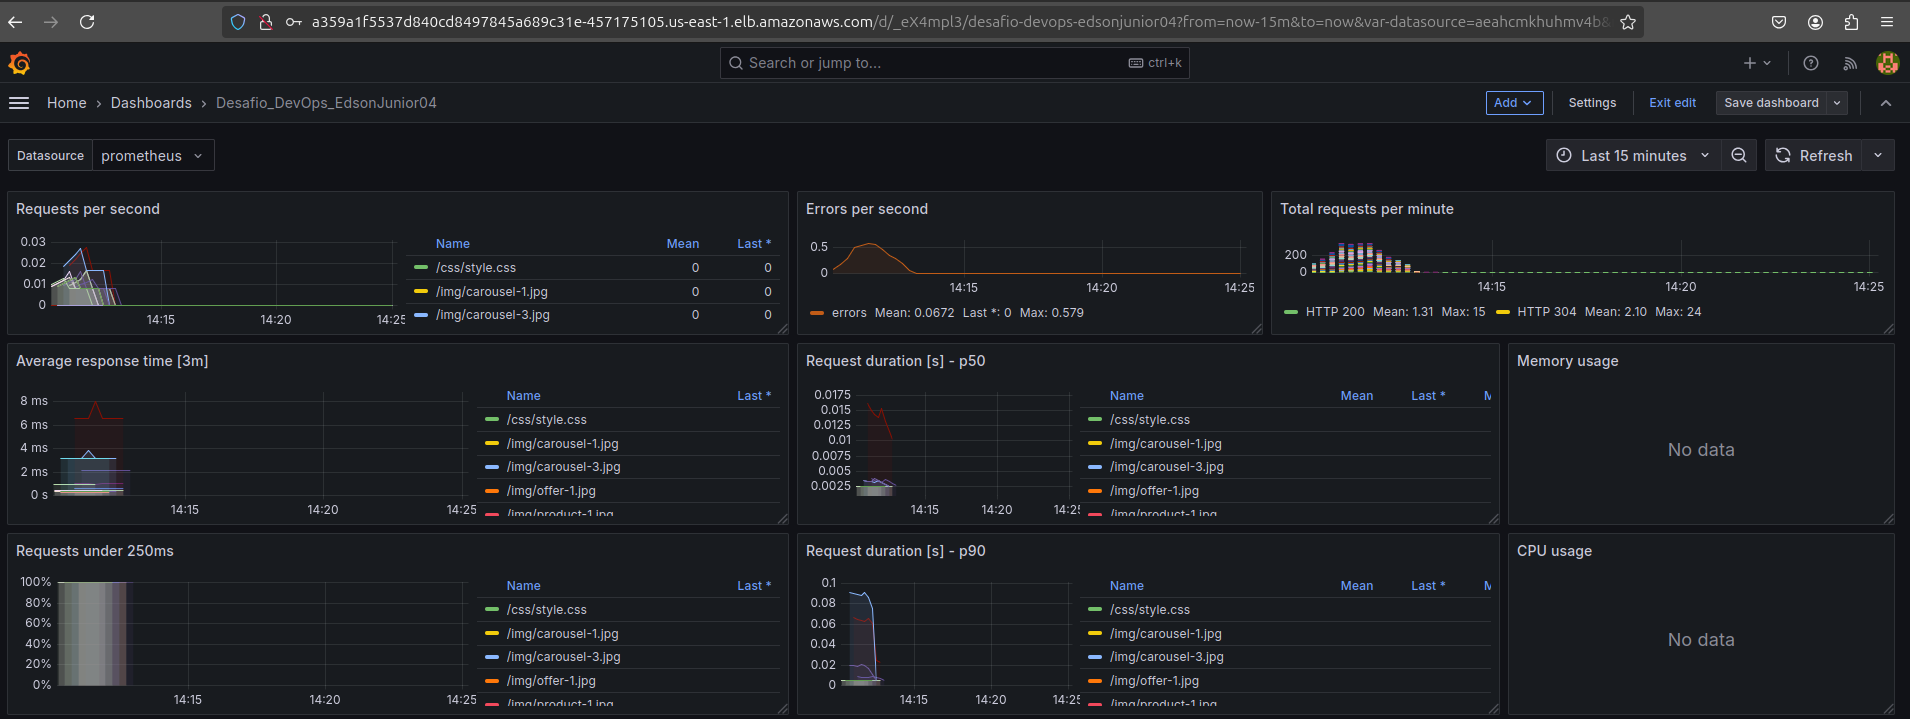 a359a1f5537d840cd8497845a689c31e-457175105.us-east-1.elb.amazonaws.com/d/_eX4mpl3/desafio-devops-edsonjunior04?from=now-15m&to=now&var-datasource=aeahcmkhuhmv4b&
Search or jump to... ctrl+k
Home › Dashboards › Desafio_DevOps_EdsonJunior04
Add Settings Exit edit Save dashboard
Datasource prometheus
Last 15 minutes Refresh
Requests per second
0.03
0.02
0.01
0
14:15 14:20 14:25
Name Mean Last *
/css/style.css 0 0
/img/carousel-1.jpg 0 0
/img/carousel-3.jpg 0 0
Errors per second
0.5
0
14:15 14:20 14:25
errors Mean: 0.0672 Last *: 0 Max: 0.579
Total requests per minute
200
0
14:15 14:20 14:25
HTTP 200 Mean: 1.31 Max: 15 HTTP 304 Mean: 2.10 Max: 24
Average response time [3m]
8 ms
6 ms
4 ms
2 ms
0 s
14:15 14:20 14:25
Name Last *
/css/style.css
/img/carousel-1.jpg
/img/carousel-3.jpg
/img/offer-1.jpg
/img/product-1.jpg
Request duration [s] - p50
0.0175
0.015
0.0125
0.01
0.0075
0.005
0.0025
14:15 14:20 14:25
Name Mean Last * M
/css/style.css
/img/carousel-1.jpg
/img/carousel-3.jpg
/img/offer-1.jpg
/img/product-1.jpg
Memory usage
No data
Requests under 250ms
100%
80%
60%
40%
20%
0%
14:15 14:20 14:25
Name Last *
/css/style.css
/img/carousel-1.jpg
/img/carousel-3.jpg
/img/offer-1.jpg
/img/product-1.jpg
Request duration [s] - p90
0.1
0.08
0.06
0.04
0.02
0
14:15 14:20 14:25
Name Mean Last * M
/css/style.css
/img/carousel-1.jpg
/img/carousel-3.jpg
/img/offer-1.jpg
/img/product-1.jpg
CPU usage
No data